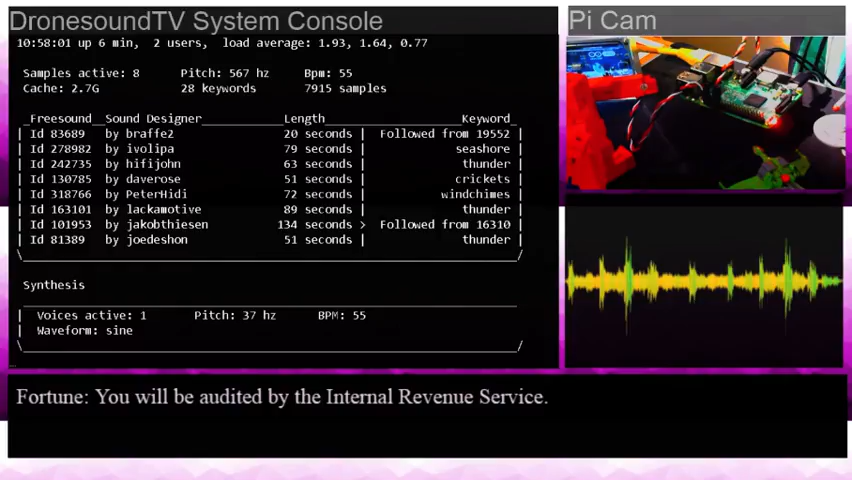 DronesoundTV System Console
10:58:01 up 6 min, 2 users, load average: 1.93, 1.64, 0.77
Samples active: 8 Pitch: 567 hz Bpm: 55
Cache: 2.7G 28 keywords 7915 samples
_Freesound__Sound Designer___________Length____________________Keyword_
| Id 83689 by braffe2 20 seconds | Followed from 19552 |
| Id 278982 by ivolipa 79 seconds | seashore |
| Id 242735 by hifijohn 63 seconds | thunder |
| Id 130785 by daverose 51 seconds | crickets |
| Id 318766 by PeterHidi 72 seconds | windchimes |
| Id 163101 by lackamotive 89 seconds | thunder |
| Id 101953 by jakobthiesen 134 seconds > Followed from 16310 |
| Id 81389 by joedeshon 51 seconds | thunder |
Synthesis
| Voices active: 1 Pitch: 37 hz BPM: 55
| Waveform: sine
Pi Cam
Fortune: You will be audited by the Internal Revenue Service.